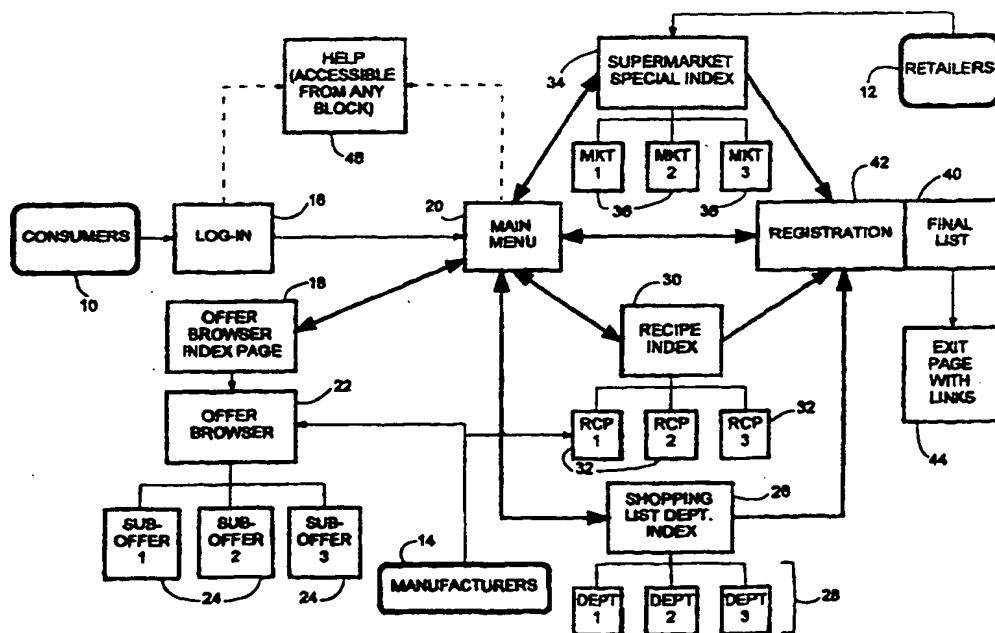 HELP
(ACCESSIBLE
FROM ANY
BLOCK)
48
34
SUPERMARKET
SPECIAL INDEX
12
RETAILERS
MKT
1
MKT
2
MKT
3
36
36
42
40
CONSUMERS
10
16
LOG-IN
20
MAIN
MENU
REGISTRATION
FINAL
LIST
18
OFFER
BROWSER
INDEX PAGE
30
RECIPE
INDEX
EXIT
PAGE
WITH
LINKS
44
22
OFFER
BROWSER
RCP
1
RCP
2
RCP
3
32
32
SUB-
OFFER
1
SUB-
OFFER
2
SUB-
OFFER
3
24
24
14
MANUFACTURERS
26
SHOPPING
LIST DEPT.
INDEX
DEPT
1
DEPT
2
DEPT
3
28